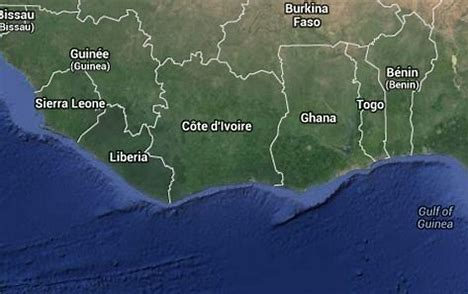 Bissau
Bissau)
Burkina
Faso
Guinée
(Guinea)
Bénin
(Benin)
Sierra Leone
Togo
Ghana
Côte d'Ivoire
Liberia
Gulf of
Guinea